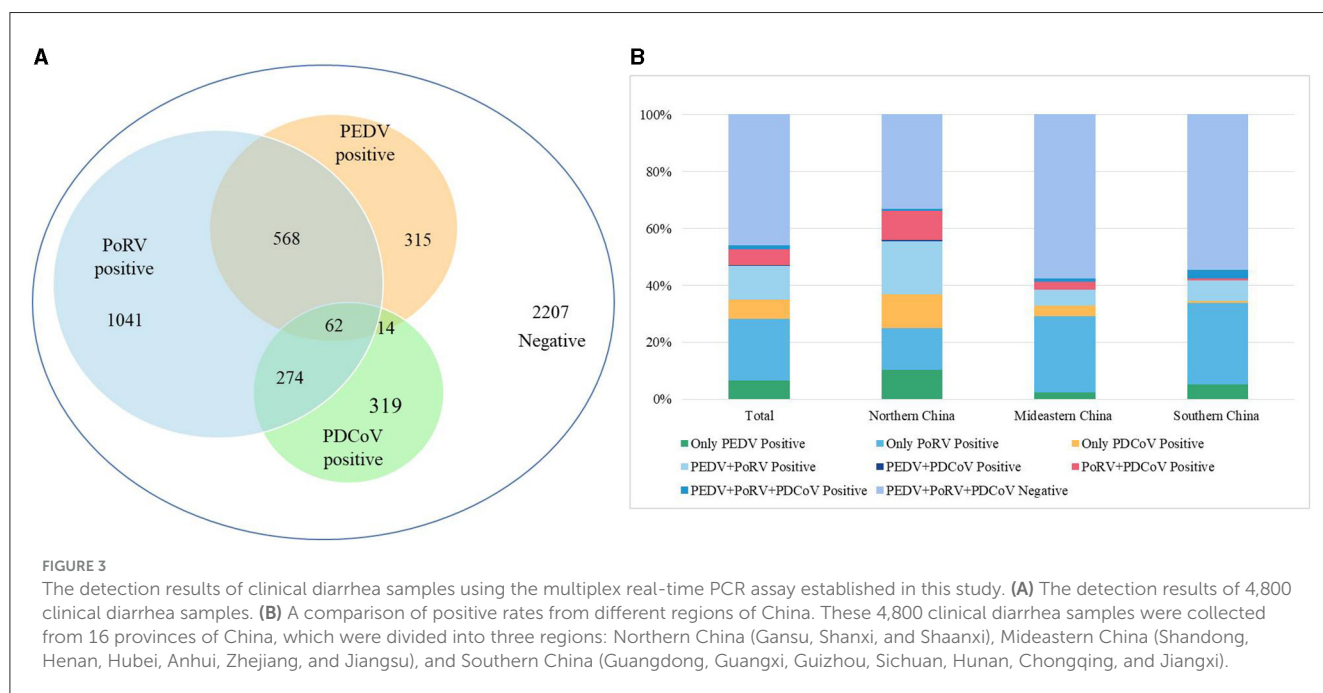 A
PEDV
positive
PoRV
positive
568
315
1041
2207
Negative
62
14
274
319
PDCoV
positive
B
100%
80%
60%
40%
20%
0%
Total
Northern China
Mideastern China
Southern China
Only PEDV Positive
Only PoRV Positive
Only PDCoV Positive
PEDV+PoRV Positive
PEDV+PDCoV Positive
PoRV+PDCoV Positive
PEDV+PoRV+PDCoV Positive
PEDV+PoRV+PDCoV Negative
FIGURE 3
The detection results of clinical diarrhea samples using the multiplex real-time PCR assay established in this study. (A) The detection results of 4,800
clinical diarrhea samples. (B) A comparison of positive rates from different regions of China. These 4,800 clinical diarrhea samples were collected
from 16 provinces of China, which were divided into three regions: Northern China (Gansu, Shanxi, and Shaanxi), Mideastern China (Shandong,
Henan, Hubei, Anhui, Zhejiang, and Jiangsu), and Southern China (Guangdong, Guangxi, Guizhou, Sichuan, Hunan, Chongqing, and Jiangxi).